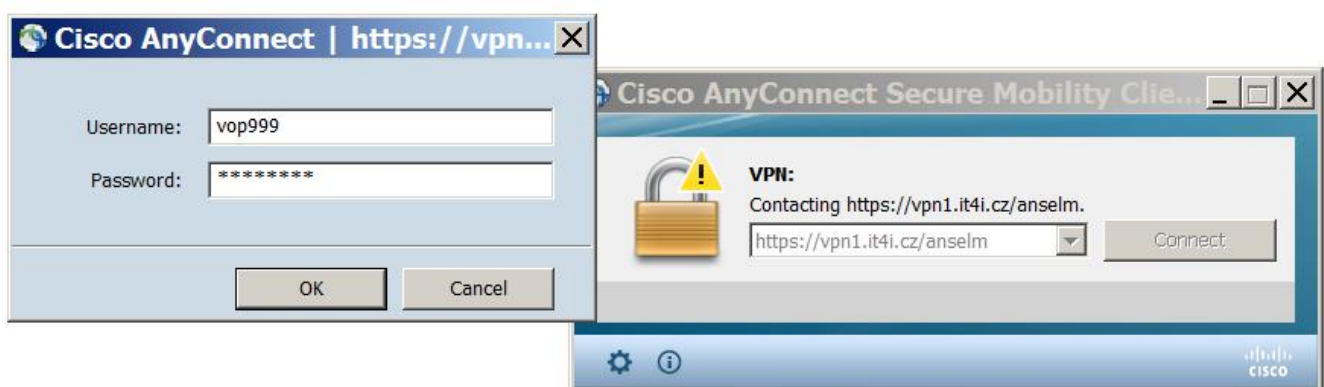 Cisco AnyConnect | https://vpn...
Username: vop999
Password: ********
OK Cancel
Cisco AnyConnect Secure Mobility Clie...
VPN:
Contacting https://vpn1.it4i.cz/anselm.
https://vpn1.it4i.cz/anselm Connect
CISCO